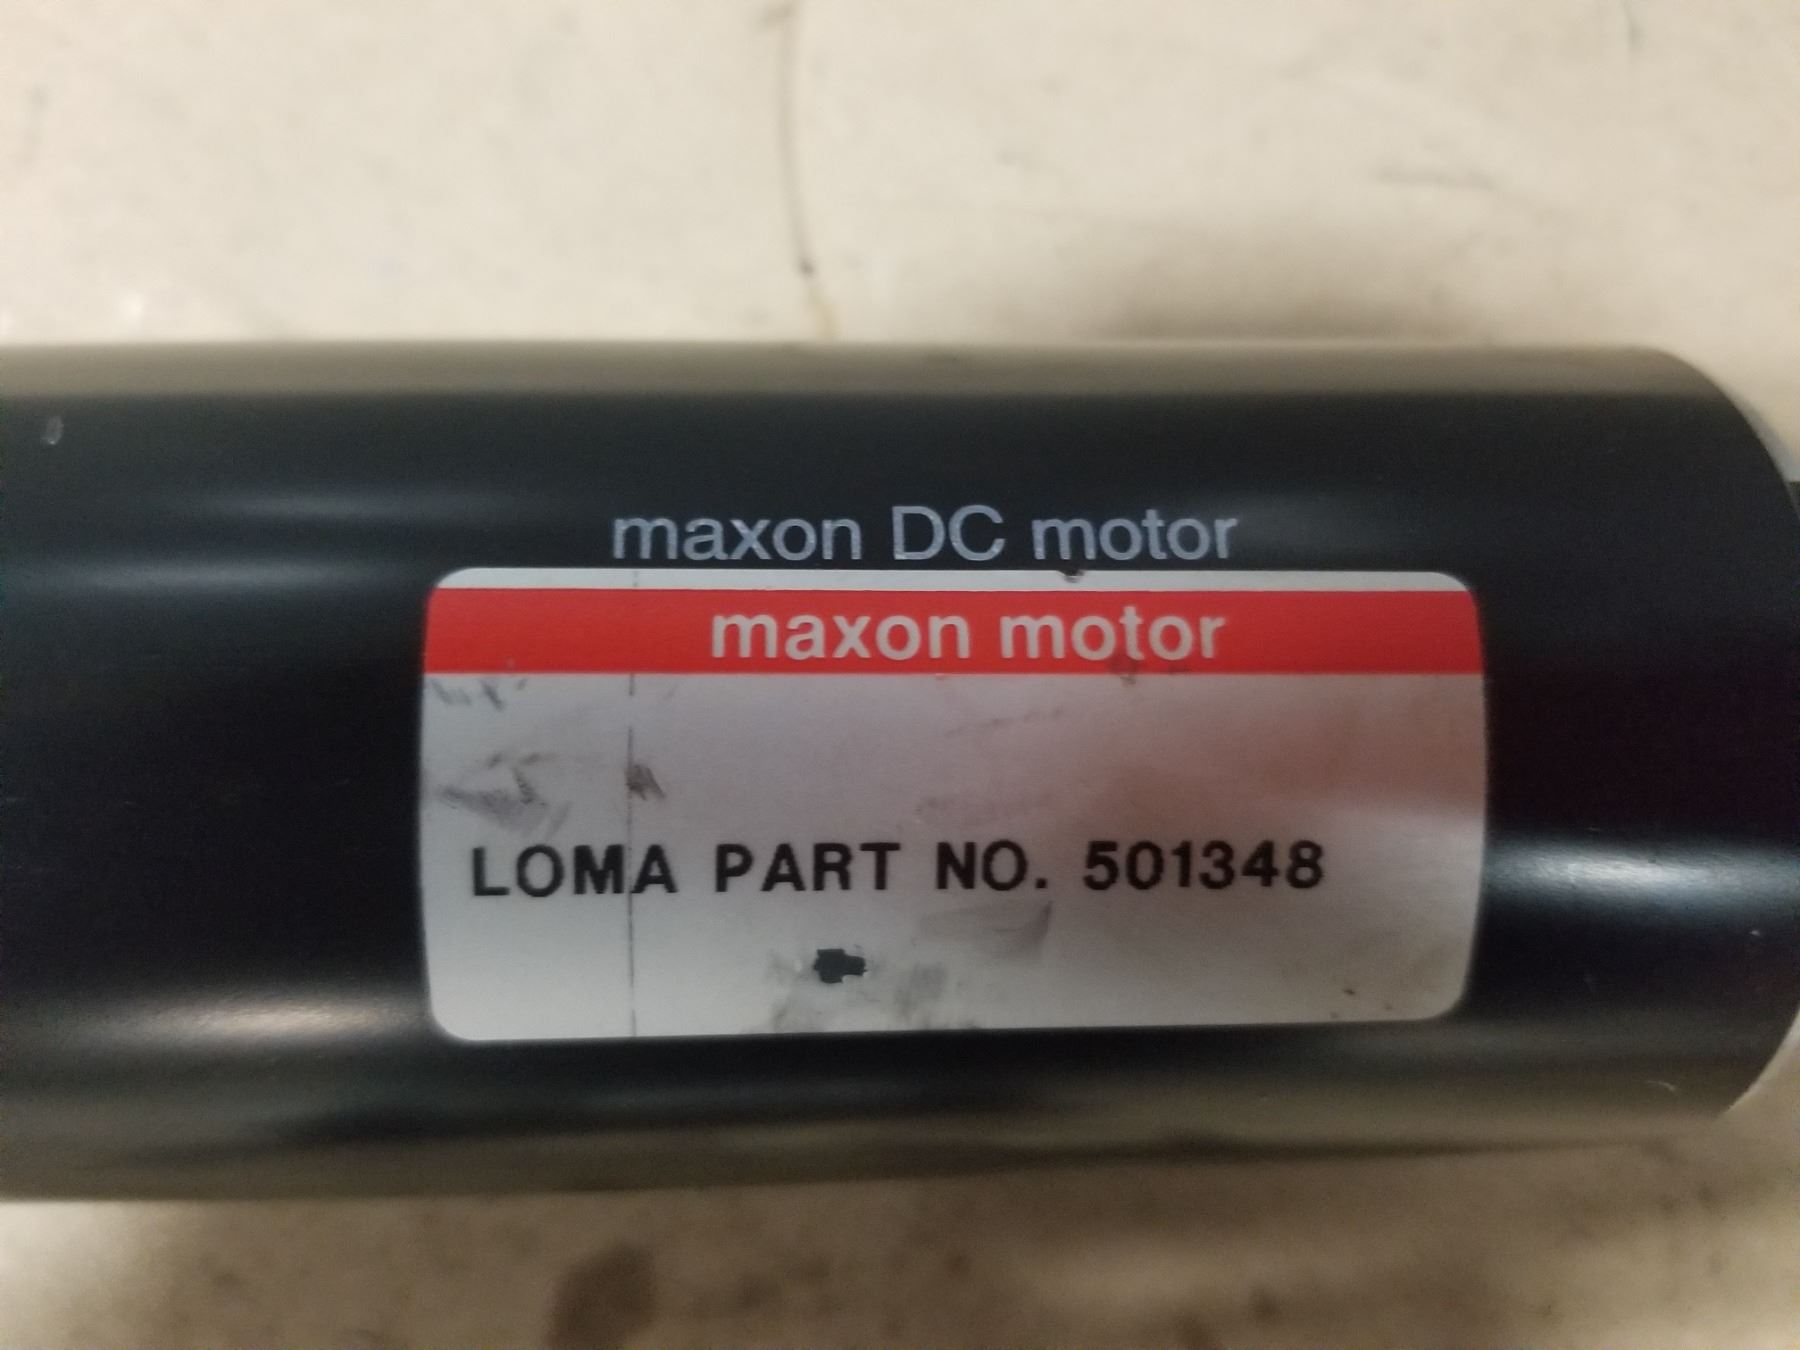 maxon DC motor
maxon motor
LOMA PART NO. 501348